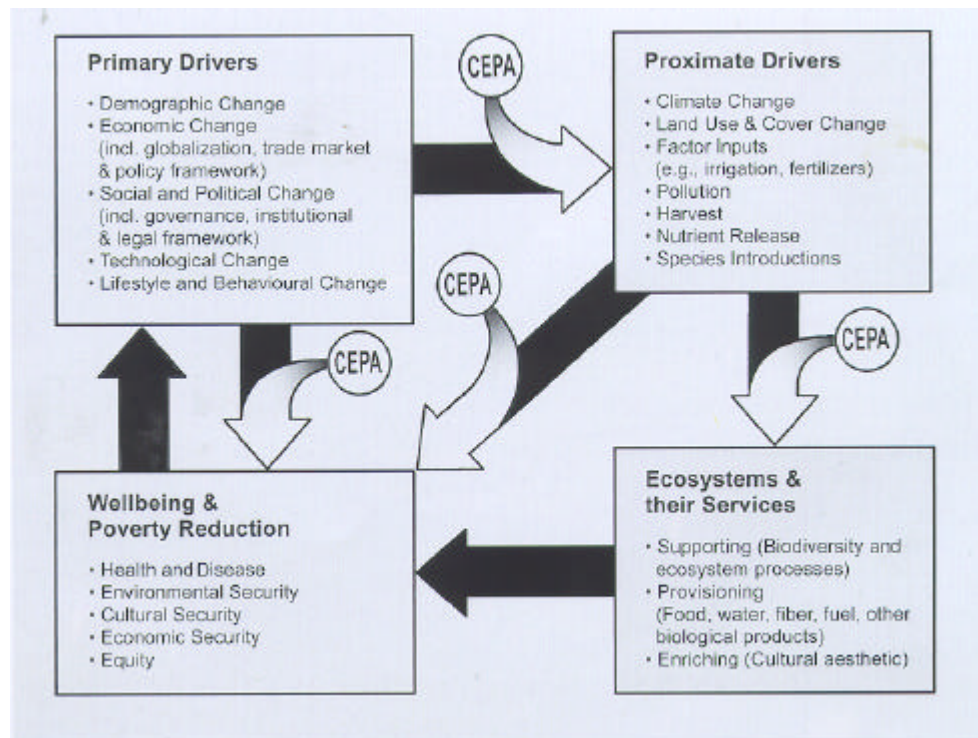 Primary Drivers
• Demographic Change
• Economic Change
(incl. globalization, trade market
& policy framework)
• Social and Political Change
(incl. governance, institutional
& legal framework)
• Technological Change
• Lifestyle and Behavioural Change
CEPA
Proximate Drivers
• Climate Change
• Land Use & Cover Change
• Factor Inputs
(e.g., irrigation, fertilizers)
• Pollution
• Harvest
• Nutrient Release
• Species Introductions
CEPA
CEPA
CEPA
Wellbeing &
Poverty Reduction
• Health and Disease
• Environmental Security
• Cultural Security
• Economic Security
• Equity
Ecosystems &
their Services
• Supporting (Biodiversity and
ecosystem processes)
• Provisioning
(Food, water, fiber, fuel, other
biological products)
• Enriching (Cultural aesthetic)